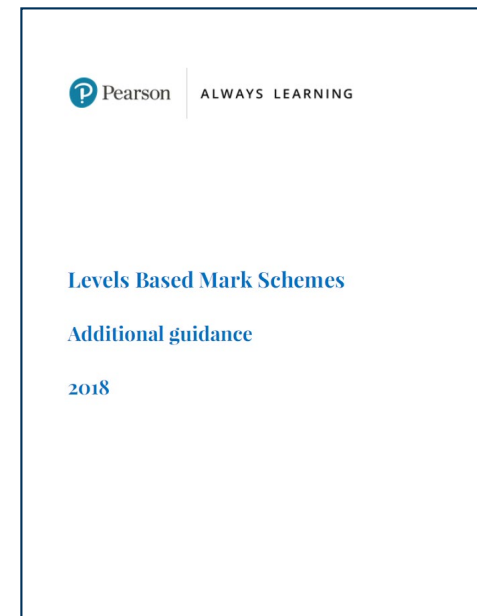 Pearson
ALWAYS LEARNING
Levels Based Mark Schemes
Additional guidance
2018